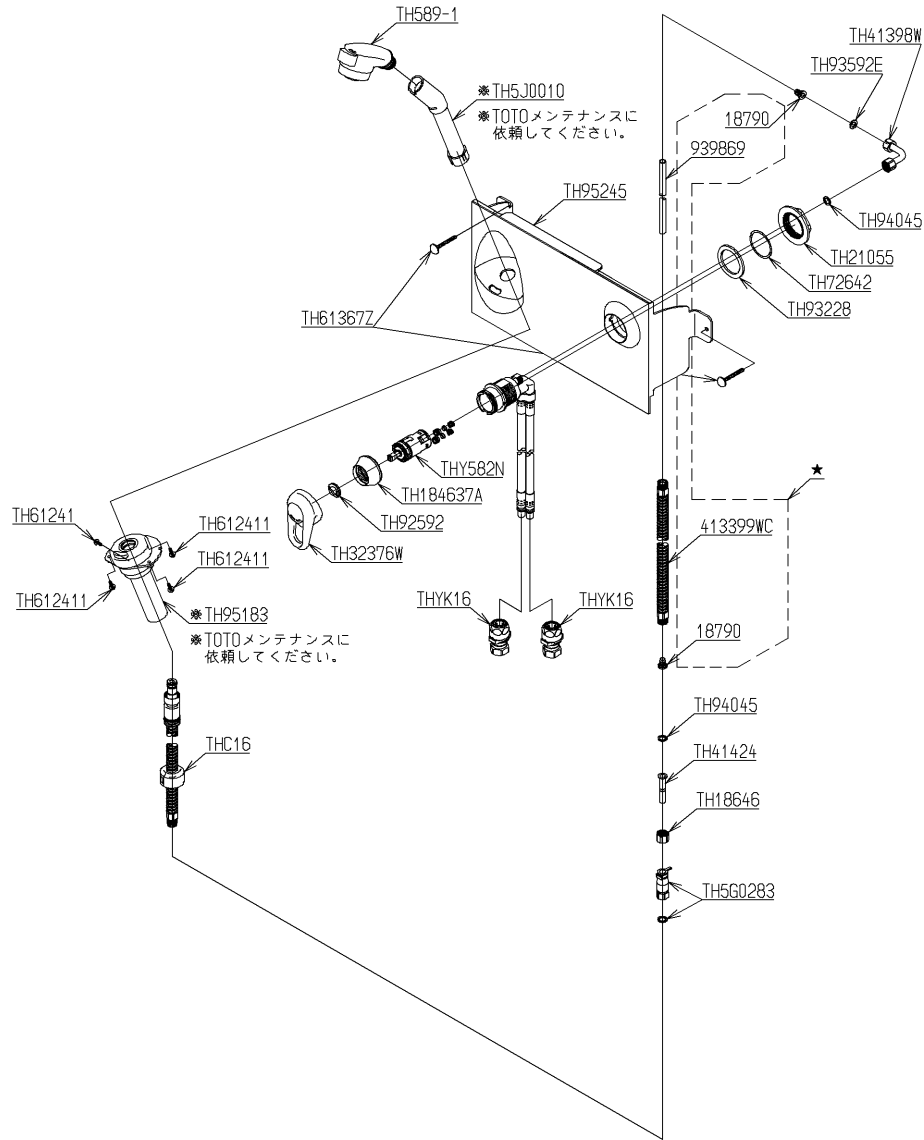 TH589-1
TH41398W
TH93592E
※TH5J0010
※TOTOメンテナンスに
依頼してください。
18790
939869
TH95245
TH94045
TH21055
TH72642
TH93228
TH61367Z
THY582N
★
TH184637A
TH92592
TH32376W
TH61241
TH612411
TH612411
TH612411
413399WC
THYK16
THYK16
※TH95183
※TOTOメンテナンスに
依頼してください。
18790
TH94045
THC16
TH41424
TH18646
TH5G0283